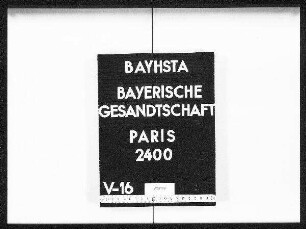 BAYHSTA
BAYERISCHE
GESANDTSCHAFT
PARIS
2400
V-16